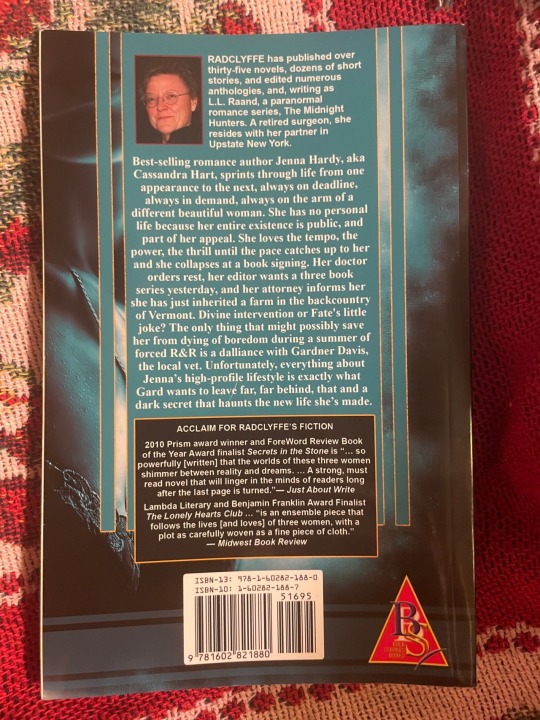 RADCLYFFE has published over
thirty-five novels, dozens of short
stories, and edited numerous
anthologies, and, writing as
L.L. Raand, a paranormal
romance series, The Midnight
Hunters. A retired surgeon, she
resides with her partner in
Upstate New York.
Best-selling romance author Jenna Hardy, aka
Cassandra Hart, sprints through life from one
appearance to the next, always on deadline,
always in demand, always on the arm of a
different beautiful woman. She has no personal
life because her entire existence is public, and
part of her appeal. She loves the tempo, the
power, the thrill until the pace catches up to her
and she collapses at a book signing. Her doctor
orders rest, her editor wants a three book
series yesterday, and her attorney informs her
she has just inherited a farm in the backcountry
of Vermont. Divine intervention or Fate's little
joke? The only thing that might possibly save
her from dying of boredom during a summer of
forced R&R is a dalliance with Gardner Davis,
the local vet. Unfortunately, everything about
Jenna's high-profile lifestyle is exactly what
Gard wants to leave far, far behind, that and a
dark secret that haunts the new life she's made.
ACCLAIM FOR RADCLYFFE'S FICTION
2010 Prism award winner and ForeWord Review Book
of the Year Award finalist Secrets in the Stone is "… so
powerfully [written] that the worlds of these three women
shimmer between reality and dreams. … A strong, must
read novel that will linger in the minds of readers long
after the last page is turned."— Just About Write
Lambda Literary and Benjamin Franklin Award Finalist
The Lonely Hearts Club … "is an ensemble piece that
follows the lives [and loves] of three women, with a
plot as carefully woven as a fine piece of cloth."
— Midwest Book Review
ISBN-13: 978-1-60282-188-0
ISBN-10: 1-60282-188-7
51695
9 781602 821880
BS
BOLD
STROKES
BOOKS